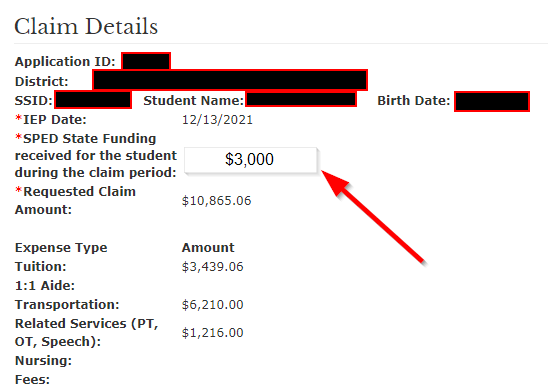 Claim Details
Application ID:
District:
SSID: Student Name: Birth Date:
*IEP Date: 12/13/2021
*SPED State Funding
received for the student
during the claim period: $3,000
*Requested Claim
Amount: $10,865.06
Expense Type Amount
Tuition: $3,439.06
1:1 Aide:
Transportation: $6,210.00
Related Services (PT,
OT, Speech): $1,216.00
Nursing:
Fees: